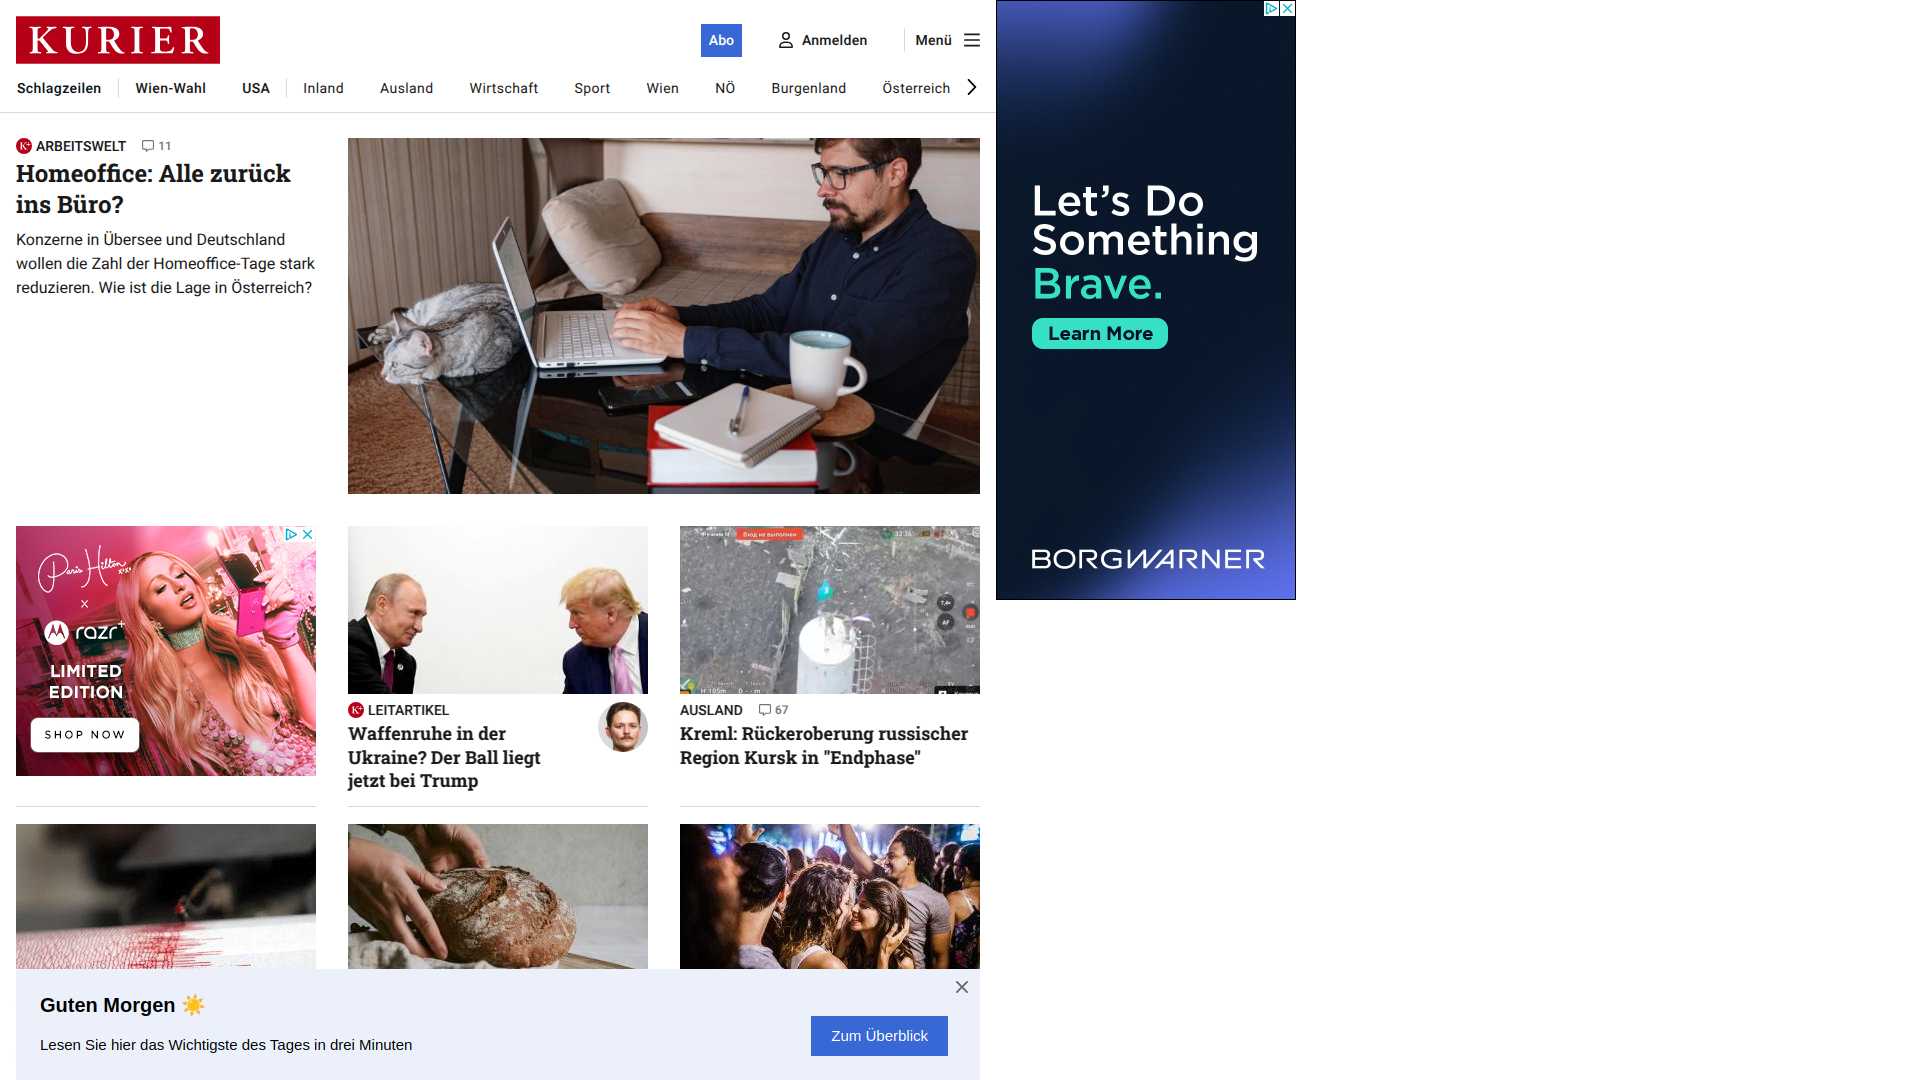 KURIER
Abo
Anmelden
Menü
Schlagzeilen
Wien-Wahl
USA
Inland
Ausland
Wirtschaft
Sport
Wien
NÖ
Burgenland
Österreich
K+ ARBEITSWELT 11
Homeoffice: Alle zurück
ins Büro?
Konzerne in Übersee und Deutschland
wollen die Zahl der Homeoffice-Tage stark
reduzieren. Wie ist die Lage in Österreich?
Let's Do
Something
Brave.
Learn More
BORGWARNER
Paris Hilton
x
razr+
LIMITED
EDITION
SHOP NOW
K+ LEITARTIKEL
Waffenruhe in der
Ukraine? Der Ball liegt
jetzt bei Trump
Вход не выполнен
AF
AUSLAND 67
Kreml: Rückeroberung russischer
Region Kursk in "Endphase"
Guten Morgen
Lesen Sie hier das Wichtigste des Tages in drei Minuten
Zum Überblick